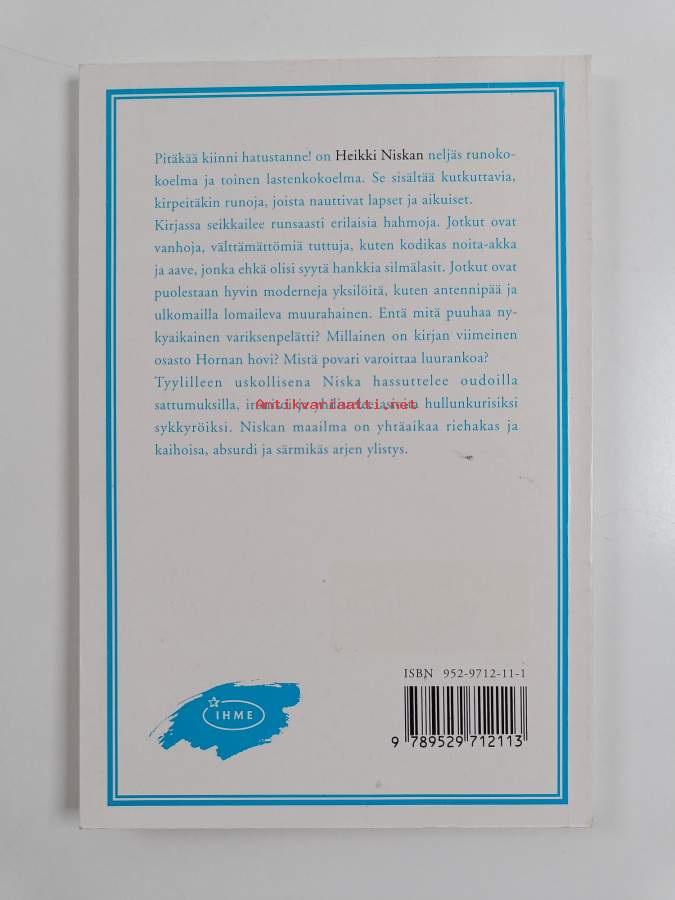 Pitäkää kiinni hatustanne! on Heikki Niskan neljäs runoko-
koelma ja toinen lastenkokoelma. Se sisältää kutkuttavia,
kirpeitäkin runoja, joista nauttivat lapset ja aikuiset.
Kirjassa seikkailee runsaasti erilaisia hahmoja. Jotkut ovat
vanhoja, välttämättömiä tuttuja, kuten kodikas noita-akka
ja aave, jonka ehkä olisi syytä hankkia silmälasit. Jotkut ovat
puolestaan hyvin moderneja yksilöitä, kuten antennipää ja
ulkomailla lomaileva muurahainen. Entä mitä puuhaa ny-
kyaikainen variksenpelätti? Millainen on kirjan viimeinen
osasto Hornan hovi? Mistä povari varoittaa luurankoa?
Tyylilleen uskollisena Niska hassuttelee oudoilla
sattumuksilla, hullunkurisiksi
Antikvariaatti.net
sykkyröiksi. Niskan maailma on yhtäaikaa riehakas ja
kaihoisa, absurdi ja särmikäs arjen ylistys.
ISBN 952-9712-11-1
IHME
9 789529 712113